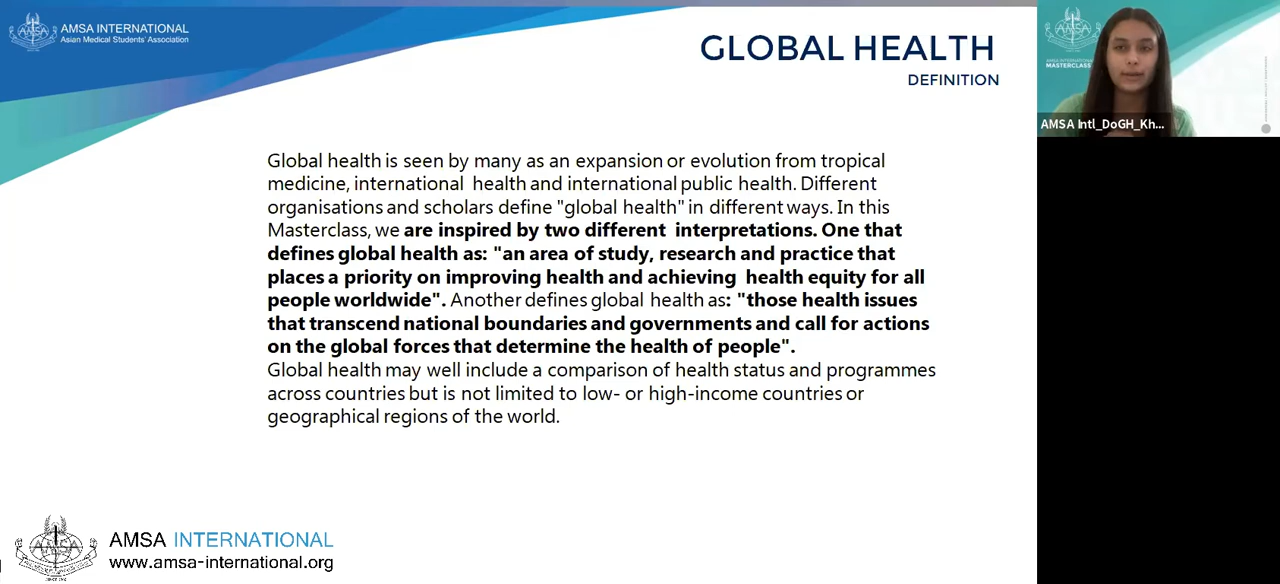 AMSA INTERNATIONAL
Asian Medical Students' Association
GLOBAL HEALTH
DEFINITION
Global health is seen by many as an expansion or evolution from tropical
medicine, international health and international public health. Different
organisations and scholars define "global health" in different ways. In this
Masterclass, we are inspired by two different interpretations. One that
defines global health as: "an area of study, research and practice that
places a priority on improving health and achieving health equity for all
people worldwide". Another defines global health as: "those health issues
that transcend national boundaries and governments and call for actions
on the global forces that determine the health of people".
Global health may well include a comparison of health status and programmes
across countries but is not limited to low- or high-income countries or
geographical regions of the world.
AMSA INTERNATIONAL
www.amsa-international.org
MASTERCLASS
AMSA Intl_DoGH_Kh...